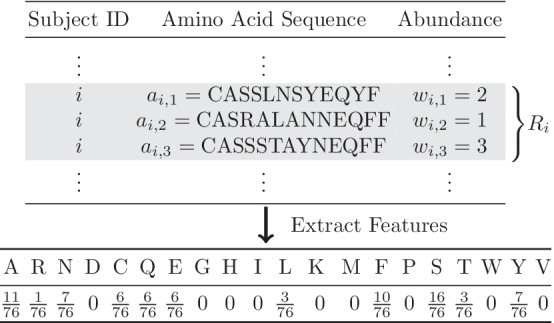 Subject ID Amino Acid Sequence Abundance
⋮ ⋮ ⋮
i a_{i,1} = CASSLNSYEQYF w_{i,1} = 2
i a_{i,2} = CASRALANNEQFF w_{i,2} = 1
i a_{i,3} = CASSSTAYNEQFF w_{i,3} = 3
R_i
⋮ ⋮ ⋮
Extract Features
A R N D C Q E G H I L K M F P S T W Y V
11/76 1/76 7/76 0 6/76 6/76 6/76 0 0 0 3/76 0 0 10/76 0 16/76 3/76 0 7/76 0